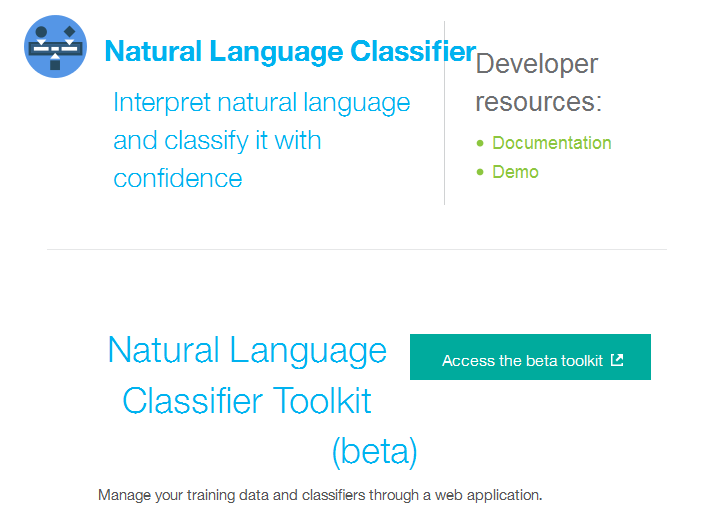 Natural Language Classifier
Interpret natural language
and classify it with
confidence
Developer
resources:
Documentation
Demo
Natural Language
Classifier Toolkit
(beta)
Access the beta toolkit
Manage your training data and classifiers through a web application.